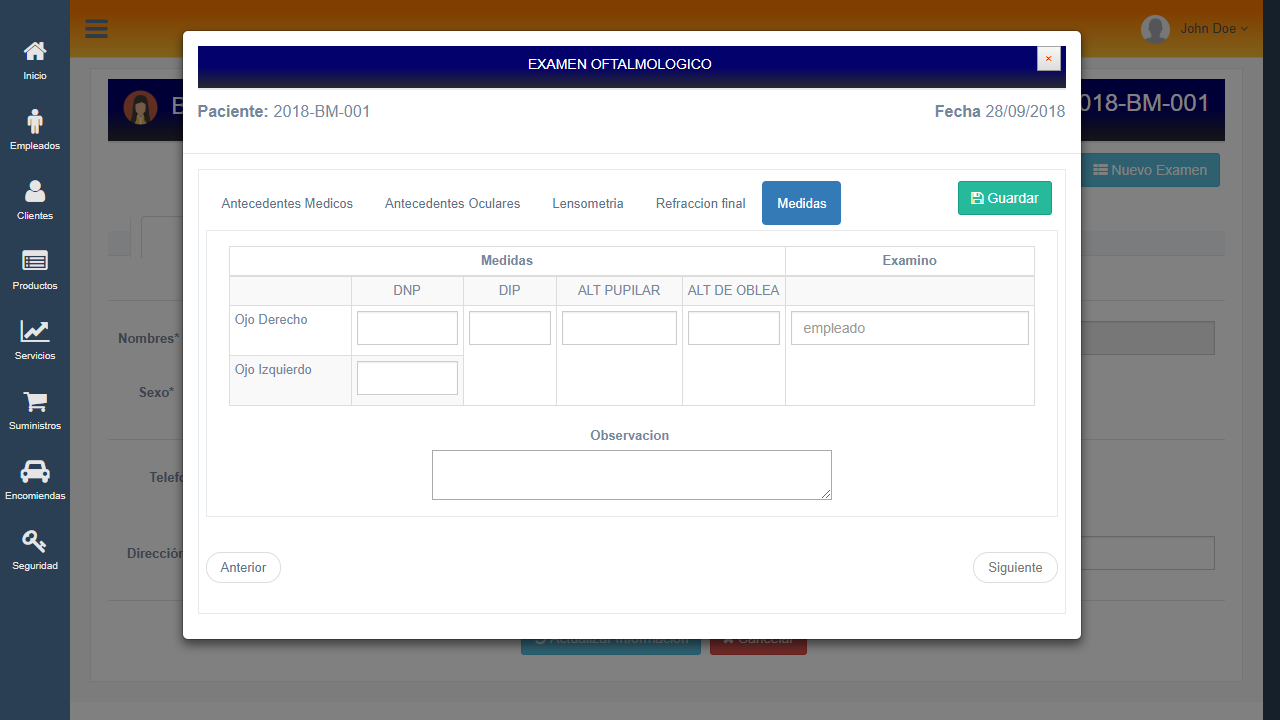 John Doe
Inicio
Empleados
Clientes
Productos
Servicios
Suministros
Encomiendas
Seguridad
EXAMEN OFTALMOLOGICO
×
Paciente: 2018-BM-001
Fecha 28/09/2018
B
018-BM-001
Nuevo Examen
Antecedentes Medicos
Antecedentes Oculares
Lensometria
Refraccion final
Medidas
Guardar
Medidas
Examino
DNP
DIP
ALT PUPILAR
ALT DE OBLEA
Ojo Derecho
empleado
Ojo Izquierdo
Observacion
Anterior
Siguiente
Nombres*
Sexo*
Telefo
Dirección
Actualizar Información
Cancelar